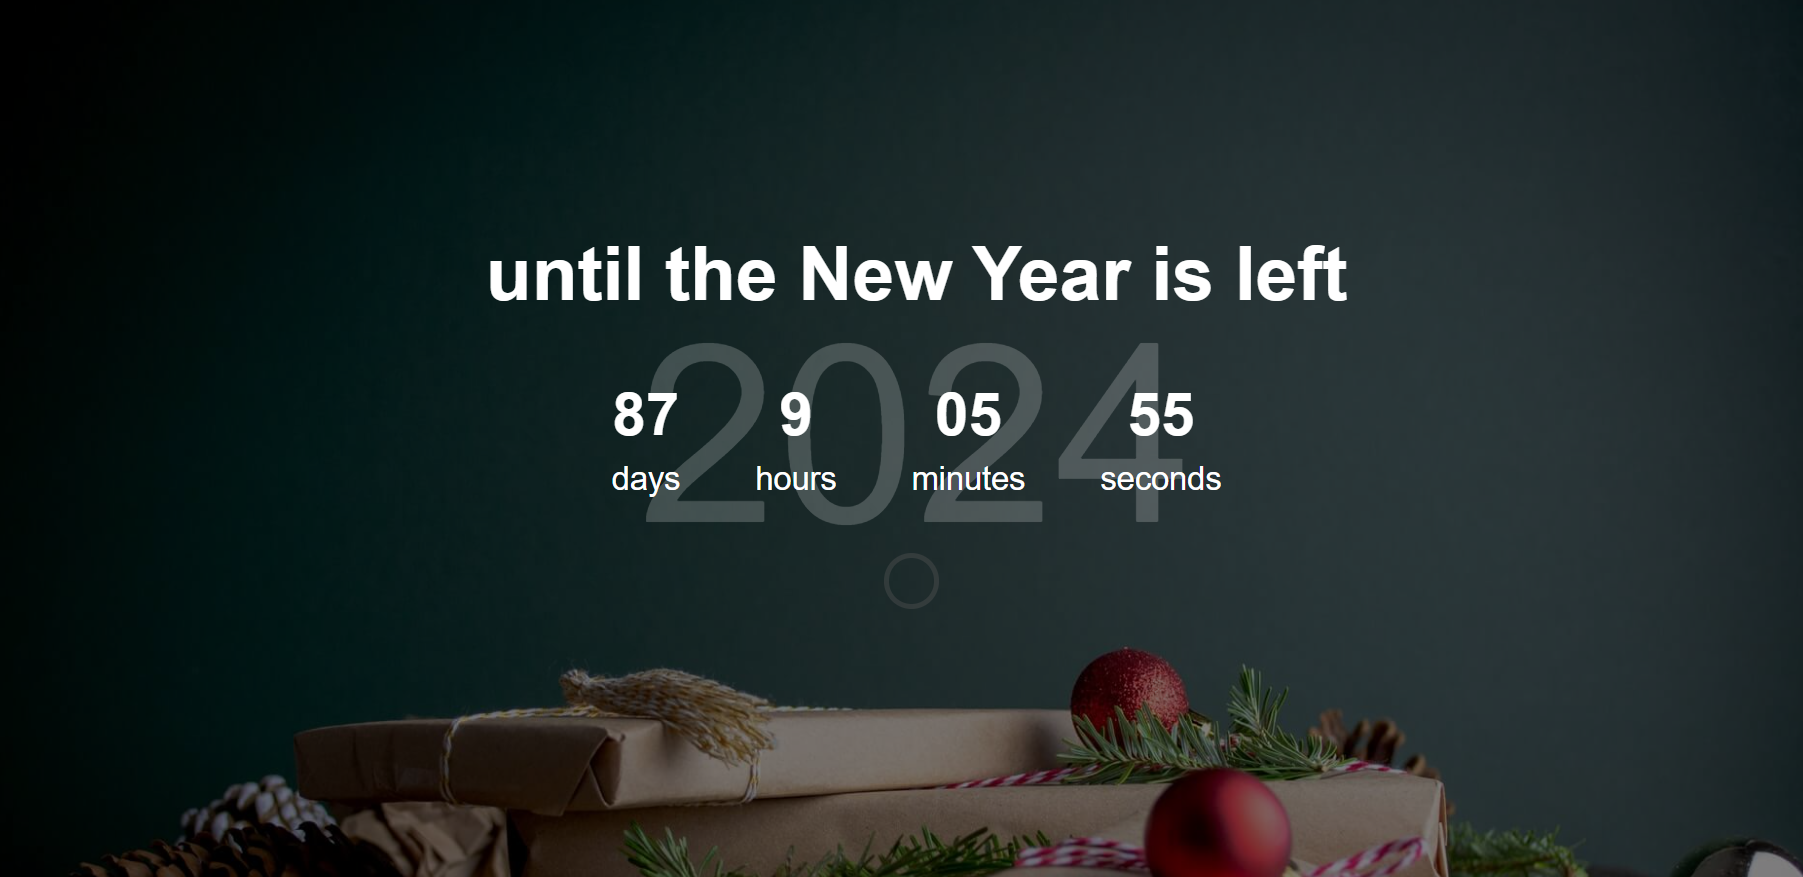 until the New Year is left
2024
87 9 05 55
days hours minutes seconds